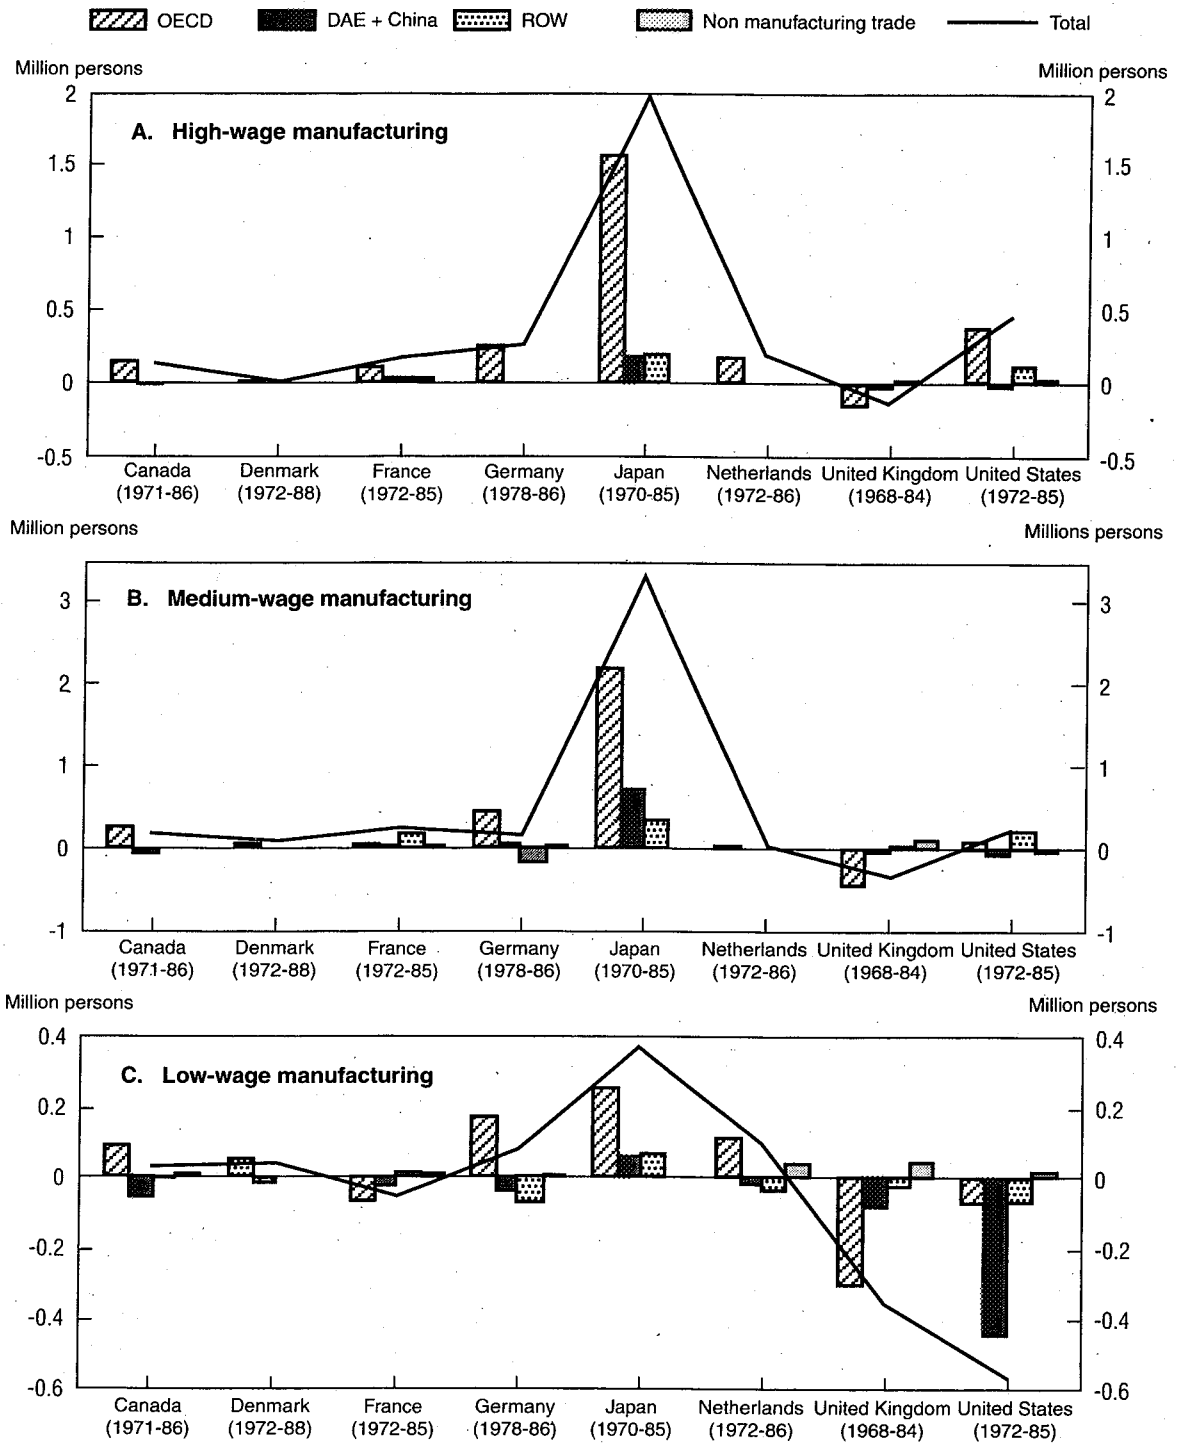 OECD DAE + China ROW Non manufacturing trade Total
Million persons Million persons
A. High-wage manufacturing
2 2
1.5 1.5
1 1
0.5 0.5
0 0
-0.5 -0.5
Canada Denmark France Germany Japan Netherlands United Kingdom United States
(1971-86) (1972-88) (1972-85) (1978-86) (1970-85) (1972-86) (1968-84) (1972-85)
Million persons Millions persons
B. Medium-wage manufacturing
3 3
2 2
1 1
0 0
-1 -1
Canada Denmark France Germany Japan Netherlands United Kingdom United States
(1971-86) (1972-88) (1972-85) (1978-86) (1970-85) (1972-86) (1968-84) (1972-85)
Million persons Million persons
0.4 0.4
C. Low-wage manufacturing
0.2 0.2
0 0
-0.2 -0.2
-0.4 -0.4
-0.6 -0.6
Canada Denmark France Germany Japan Netherlands United Kingdom United States
(1971-86) (1972-88) (1972-85) (1978-86) (1970-85) (1972-86) (1968-84) (1972-85)